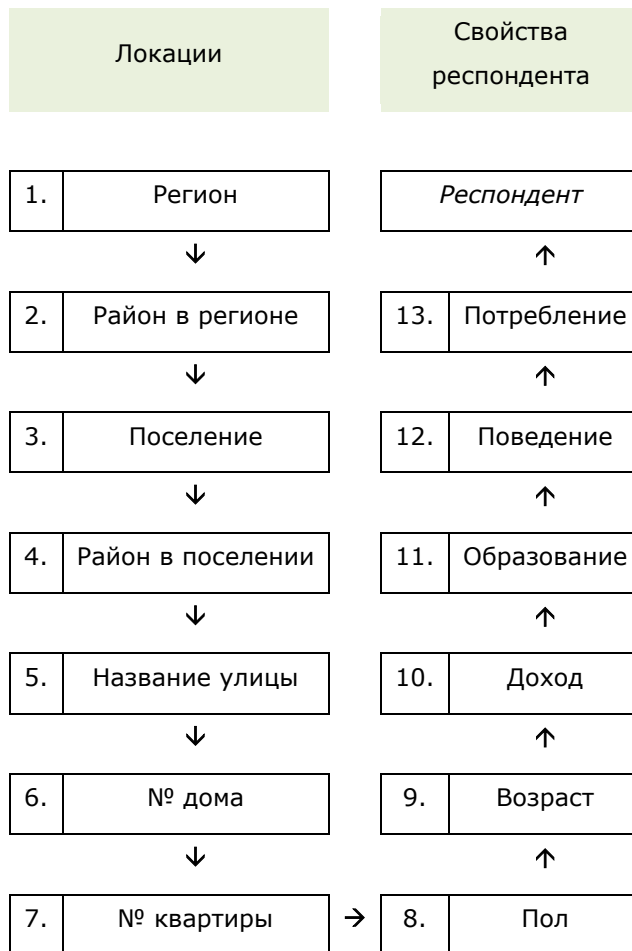 Локации
Свойства
респондента
1. Регион
Респондент
↓ ↑
2. Район в регионе
13. Потребление
↓ ↑
3. Поселение
12. Поведение
↓ ↑
4. Район в поселении
11. Образование
↓ ↑
5. Название улицы
10. Доход
↓ ↑
6. № дома
9. Возраст
↓ ↑
7. № квартиры
→
8. Пол